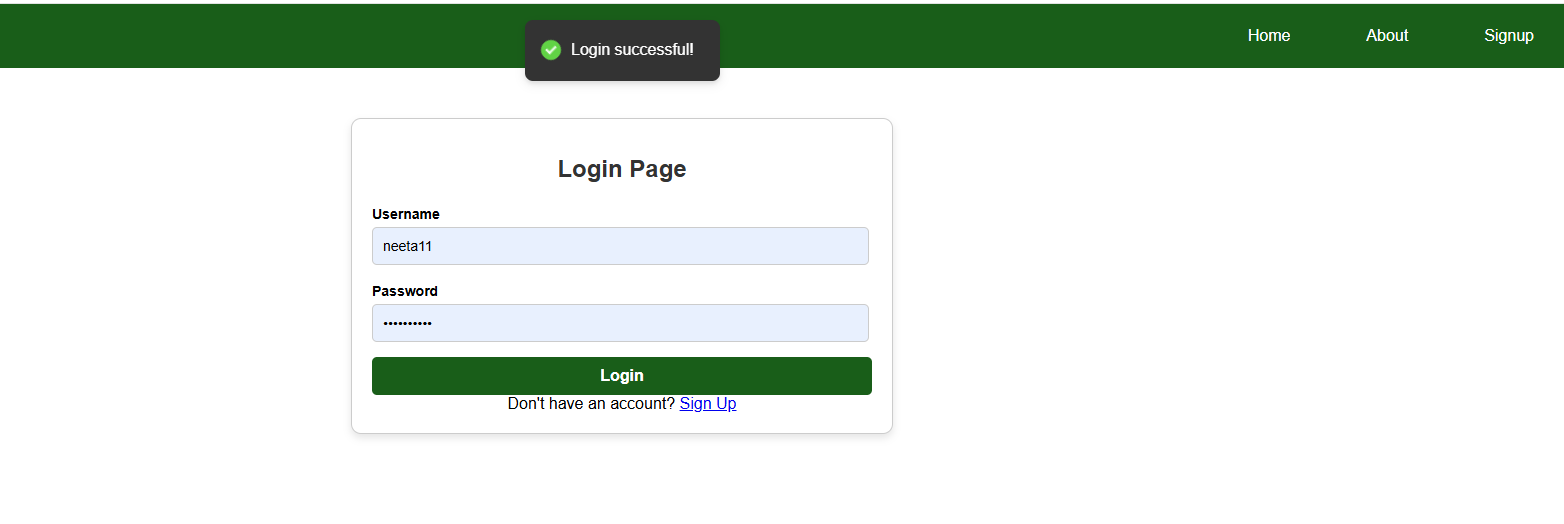 Login successful!
Home About Signup
Login Page
Username
neeta11
Password
••••••••••
Login
Don't have an account? Sign Up